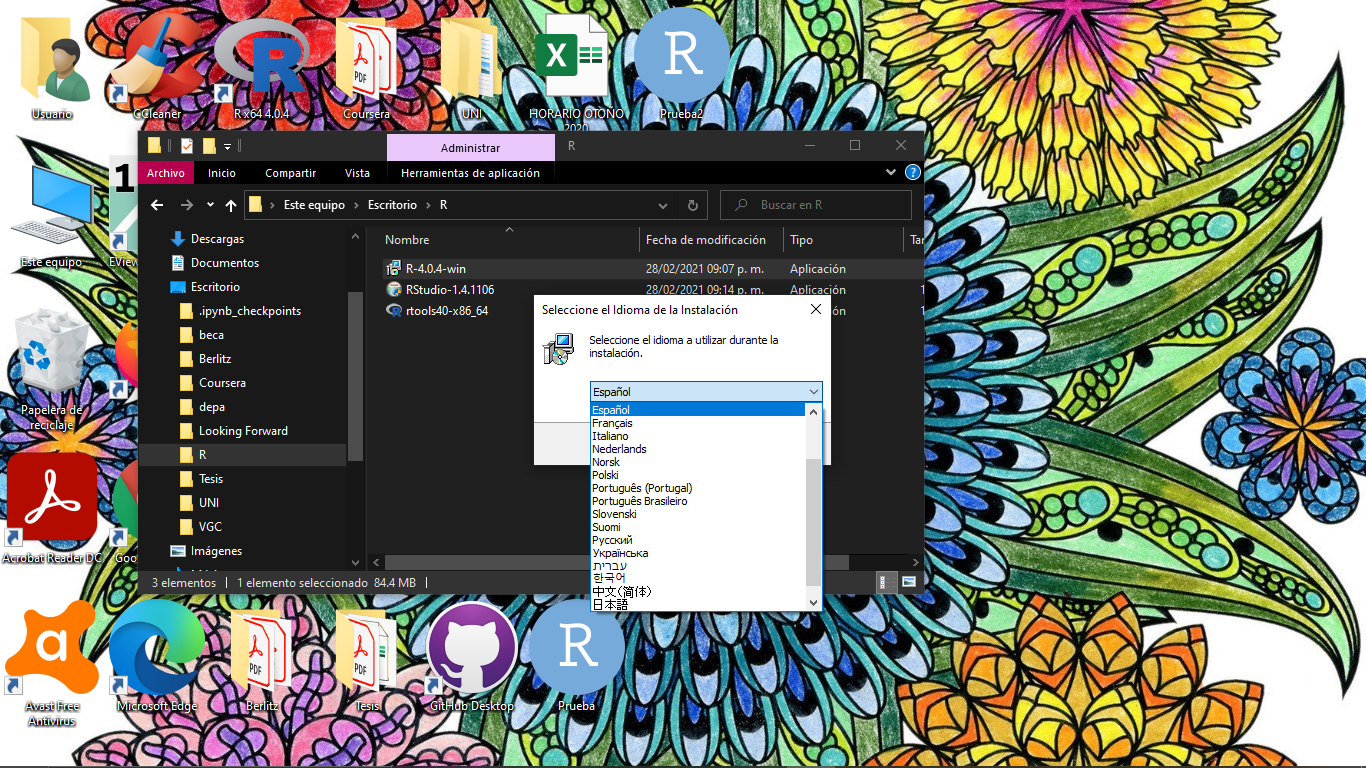 Usuario
CCleaner
R x64 4.0.4
Coursera
UNI
HORARIO OTOÑO
2020
Prueba2
Este equipo
Papelera de
reciclaje
Acrobat Reader DC
Avast Free
Antivirus
Microsoft Edge
Berlitz
Tesis
GitHub Desktop
Prueba
Administrar
R
Archivo
Inicio
Compartir
Vista
Herramientas de aplicación
Este equipo > Escritorio > R
Buscar en R
Descargas
Documentos
Escritorio
.ipynb_checkpoints
beca
Berlitz
Coursera
depa
Looking Forward
R
Tesis
UNI
VGC
Imágenes
Nombre
Fecha de modificación
Tipo
R-4.0.4-win
28/02/2021 09:07 p. m.
Aplicación
RStudio-1.4.1106
28/02/2021 09:14 p. m.
Aplicación
rtools40-x86_64
3 elementos
1 elemento seleccionado 84.4 MB
Seleccione el Idioma de la Instalación
Seleccione el idioma a utilizar durante la
instalación.
Español
Español
Français
Italiano
Nederlands
Norsk
Polski
Português (Portugal)
Português Brasileiro
Slovenski
Suomi
Русский
Українська
עברית
한국어
中文(简体)
日本語